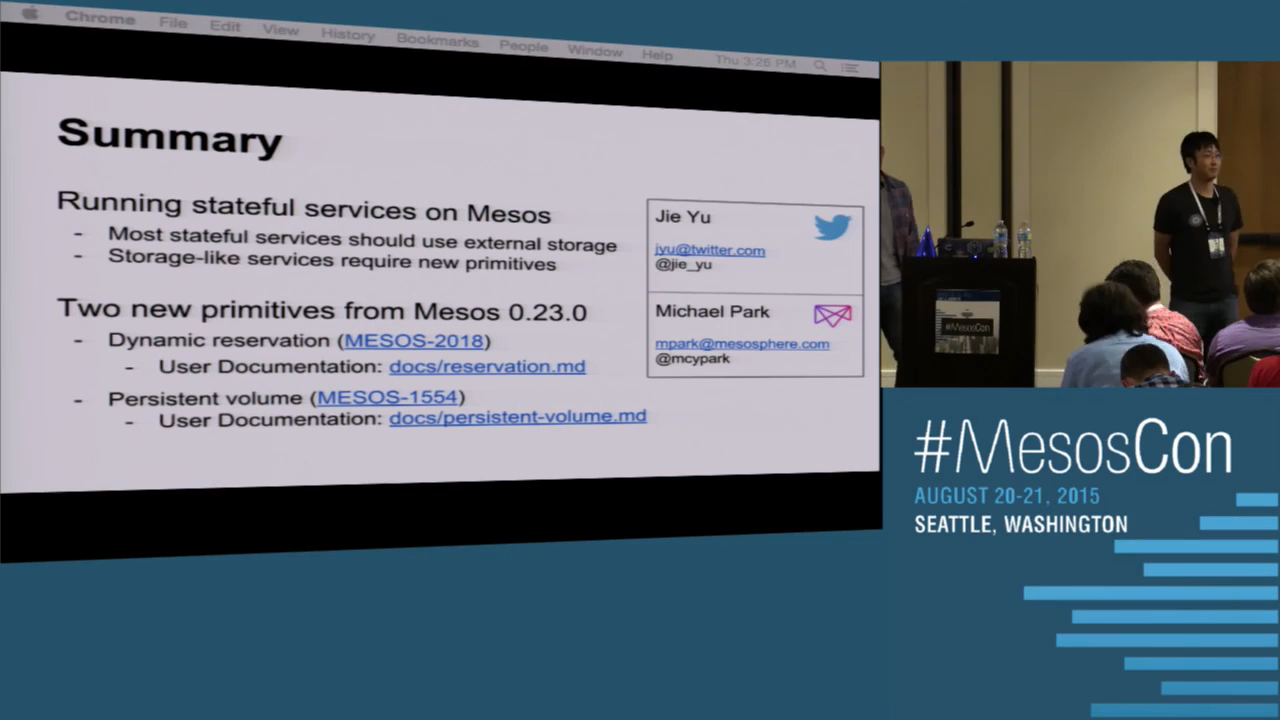 Chrome File Edit View History Bookmarks People Window Help Thu 3:26 PM
Summary
Running stateful services on Mesos
- Most stateful services should use external storage
- Storage-like services require new primitives
Two new primitives from Mesos 0.23.0
- Dynamic reservation (MESOS-2018)
- User Documentation: docs/reservation.md
- Persistent volume (MESOS-1554)
- User Documentation: docs/persistent-volume.md
Jie Yu
jyu@twitter.com
@jie_yu
Michael Park
mpark@mesosphere.com
@mcypark
#MesosCon
#MesosCon
AUGUST 20-21, 2015
SEATTLE, WASHINGTON